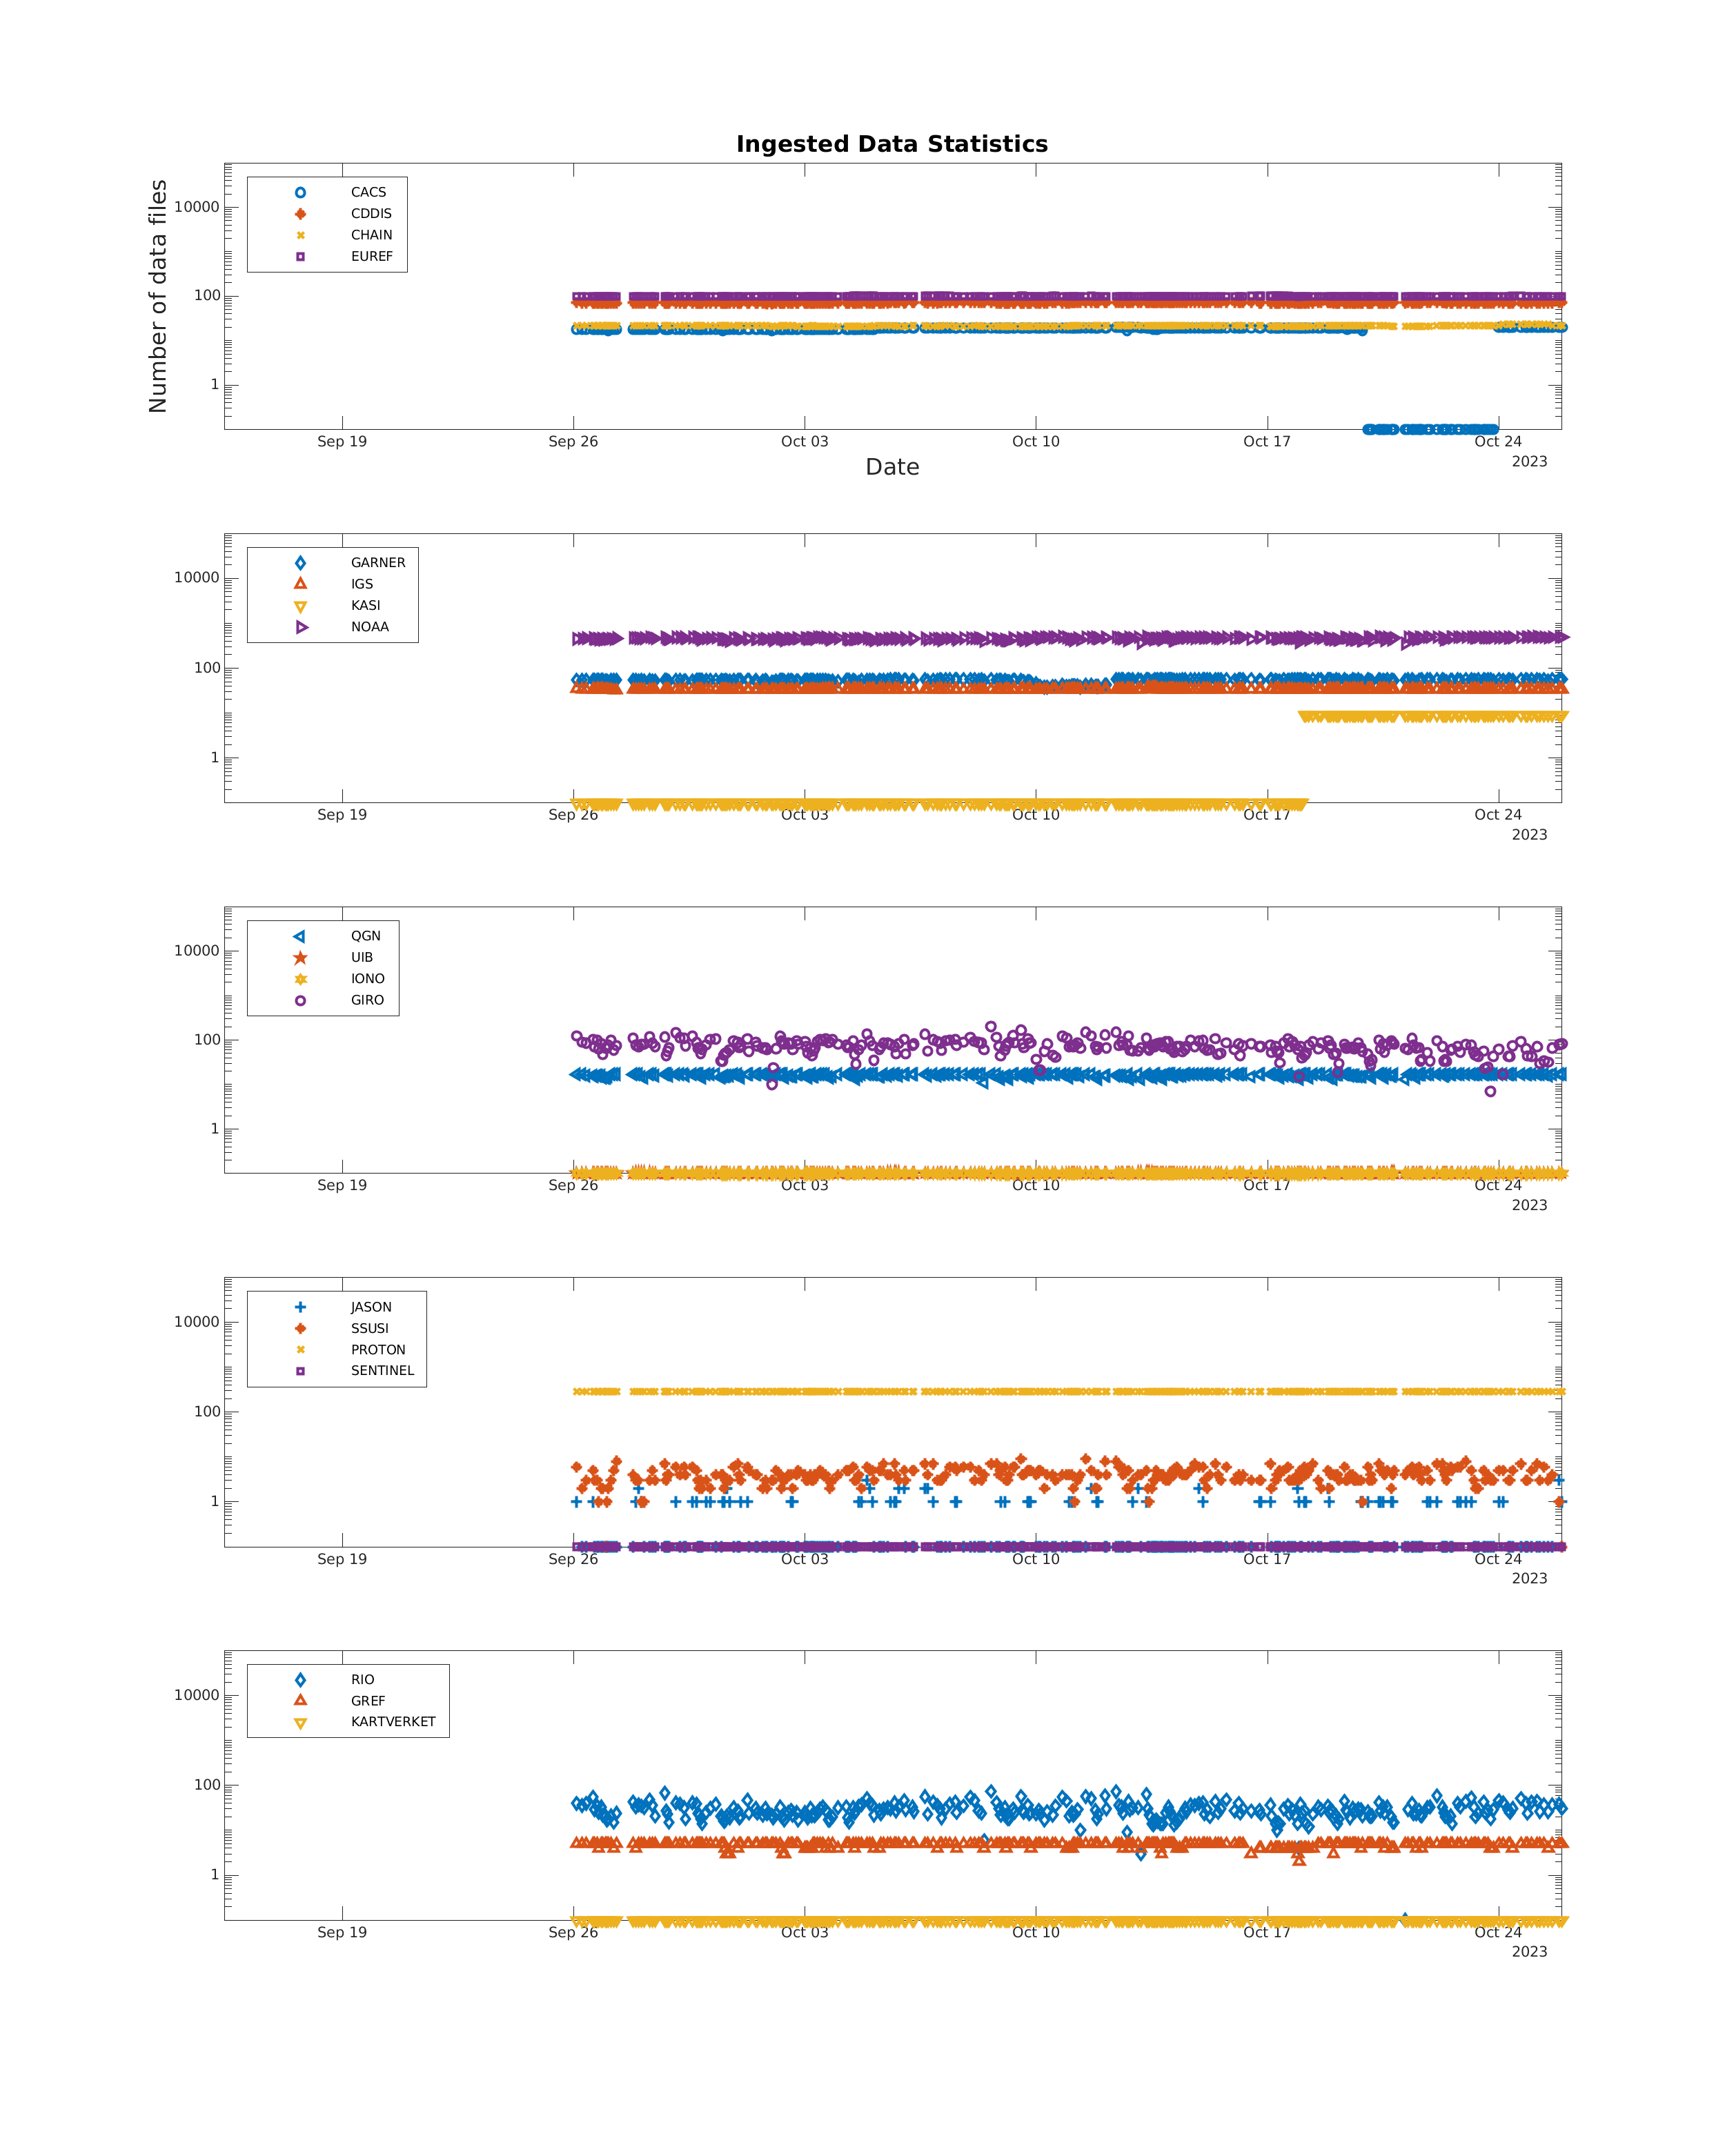 Ingested Data Statistics
Number of data files
CACS
CDDIS
CHAIN
EUREF
10000
100
1
Sep 19 Sep 26 Oct 03 Oct 10 Oct 17 Oct 24
2023
Date
GARNER
IGS
KASI
NOAA
10000
100
1
Sep 19 Sep 26 Oct 03 Oct 10 Oct 17 Oct 24
2023
QGN
UIB
IONO
GIRO
10000
100
1
Sep 19 Sep 26 Oct 03 Oct 10 Oct 17 Oct 24
2023
JASON
SSUSI
PROTON
SENTINEL
10000
100
1
Sep 19 Sep 26 Oct 03 Oct 10 Oct 17 Oct 24
2023
RIO
GREF
KARTVERKET
10000
100
1
Sep 19 Sep 26 Oct 03 Oct 10 Oct 17 Oct 24
2023